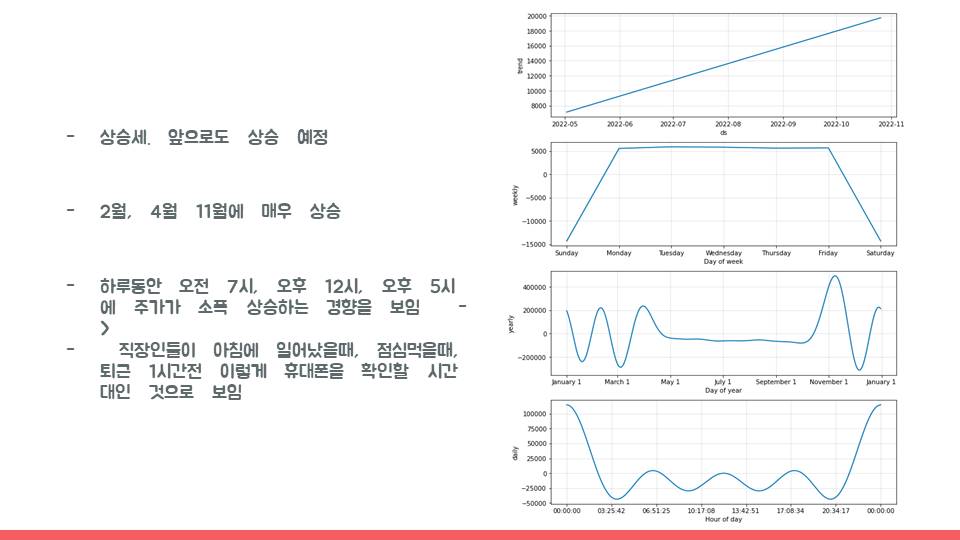 - 상승세. 앞으로도 상승 예정
- 2월, 4월 11월에 매우 상승
- 하루동안 오전 7시, 오후 12시, 오후 5시
에 주가가 소폭 상승하는 경향을 보임 -
>
- 직장인들이 아침에 일어났을때, 점심먹을때,
퇴근 1시간전 이렇게 휴대폰을 확인할 시간
대인 것으로 보임
20000
18000
16000
14000
12000
10000
8000
trend
2022-05 2022-06 2022-07 2022-08 2022-09 2022-10 2022-11
ds
5000
0
−5000
−10000
−15000
weekly
Sunday Monday Tuesday Wednesday Thursday Friday Saturday
Day of week
400000
200000
0
−200000
yearly
January 1 March 1 May 1 July 1 September 1 November 1 January 1
Day of year
100000
75000
50000
25000
0
−25000
−50000
daily
00:00:00 03:25:42 06:51:25 10:17:08 13:42:51 17:08:34 20:34:17 00:00:00
Hour of day